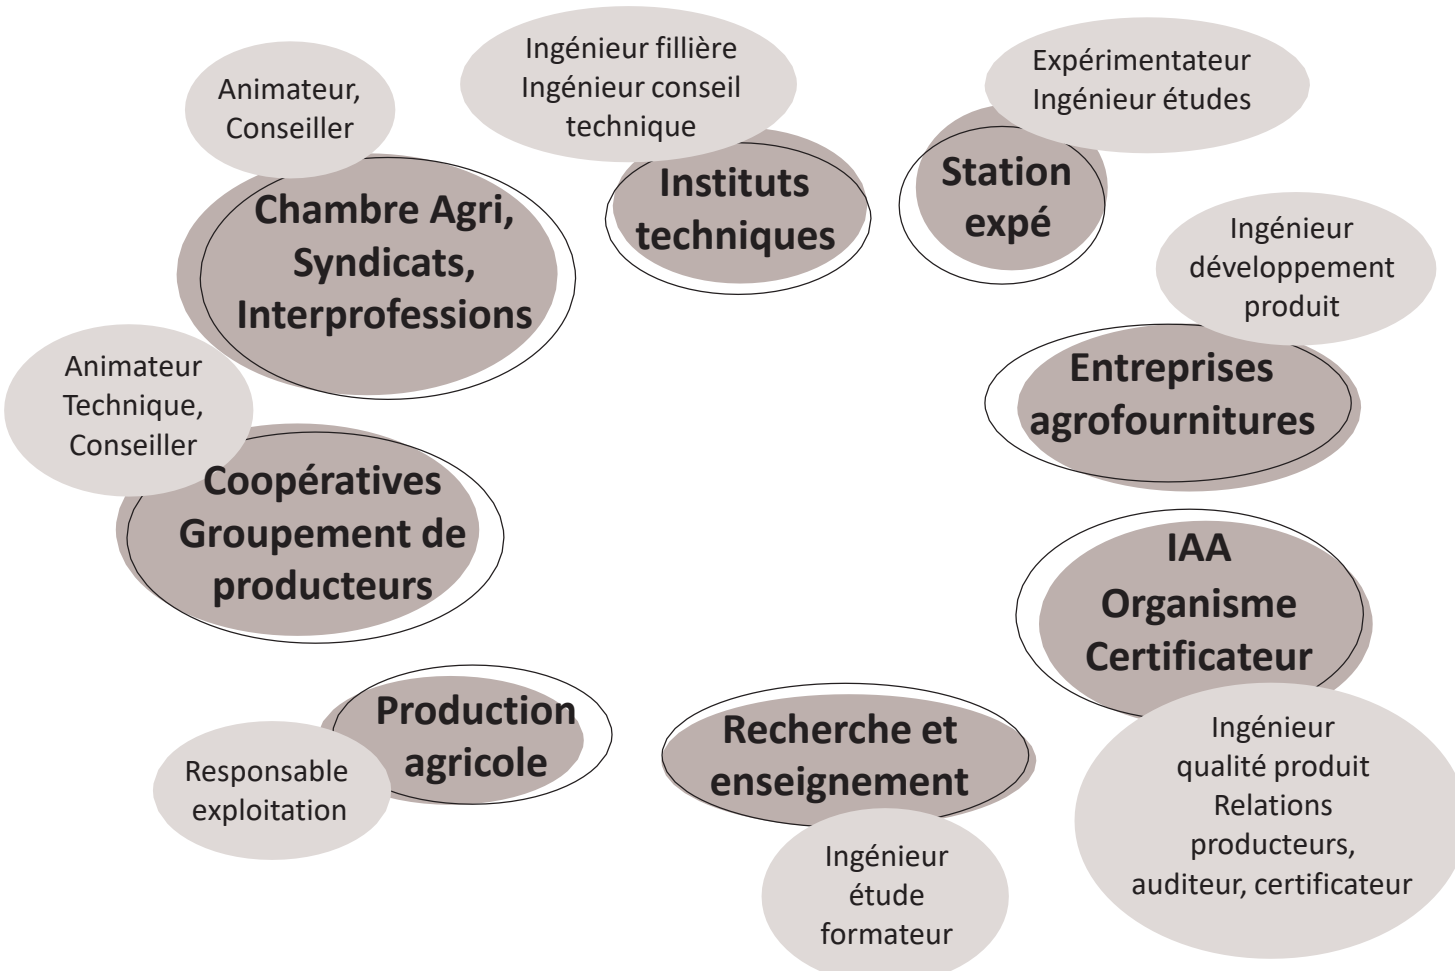 Animateur,
Conseiller
Chambre Agri,
Syndicats,
Interprofessions
Ingénieur fillière
Ingénieur conseil
technique
Instituts
techniques
Expérimentateur
Ingénieur études
Station
expé
Ingénieur
développement
produit
Entreprises
agrofournitures
Animateur
Technique,
Conseiller
Coopératives
Groupement de
producteurs
IAA
Organisme
Certificateur
Ingénieur
qualité produit
Relations
producteurs,
auditeur, certificateur
Production
agricole
Responsable
exploitation
Recherche et
enseignement
Ingénieur
étude
formateur